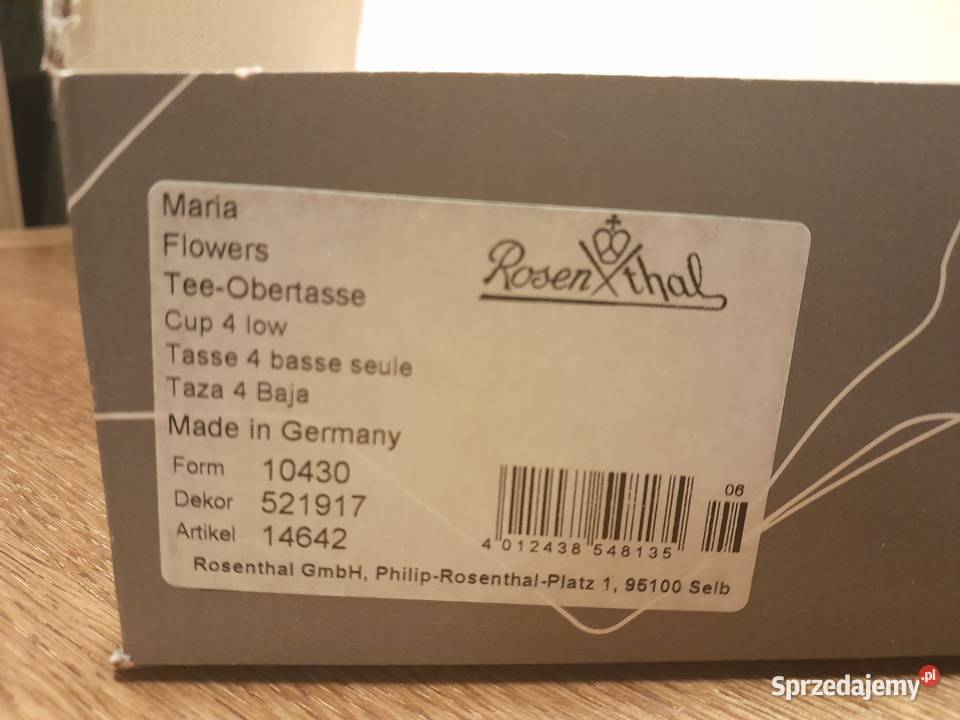 Maria
Flowers
Tee-Obertasse
Cup 4 low
Tasse 4 basse seule
Taza 4 Baja
Made in Germany
Form 10430
Dekor 521917
Artikel 14642
Rosenthal
06
4 012438 548135
Rosenthal GmbH, Philip-Rosenthal-Platz 1, 95100 Selb
Sprzedajemy.pl